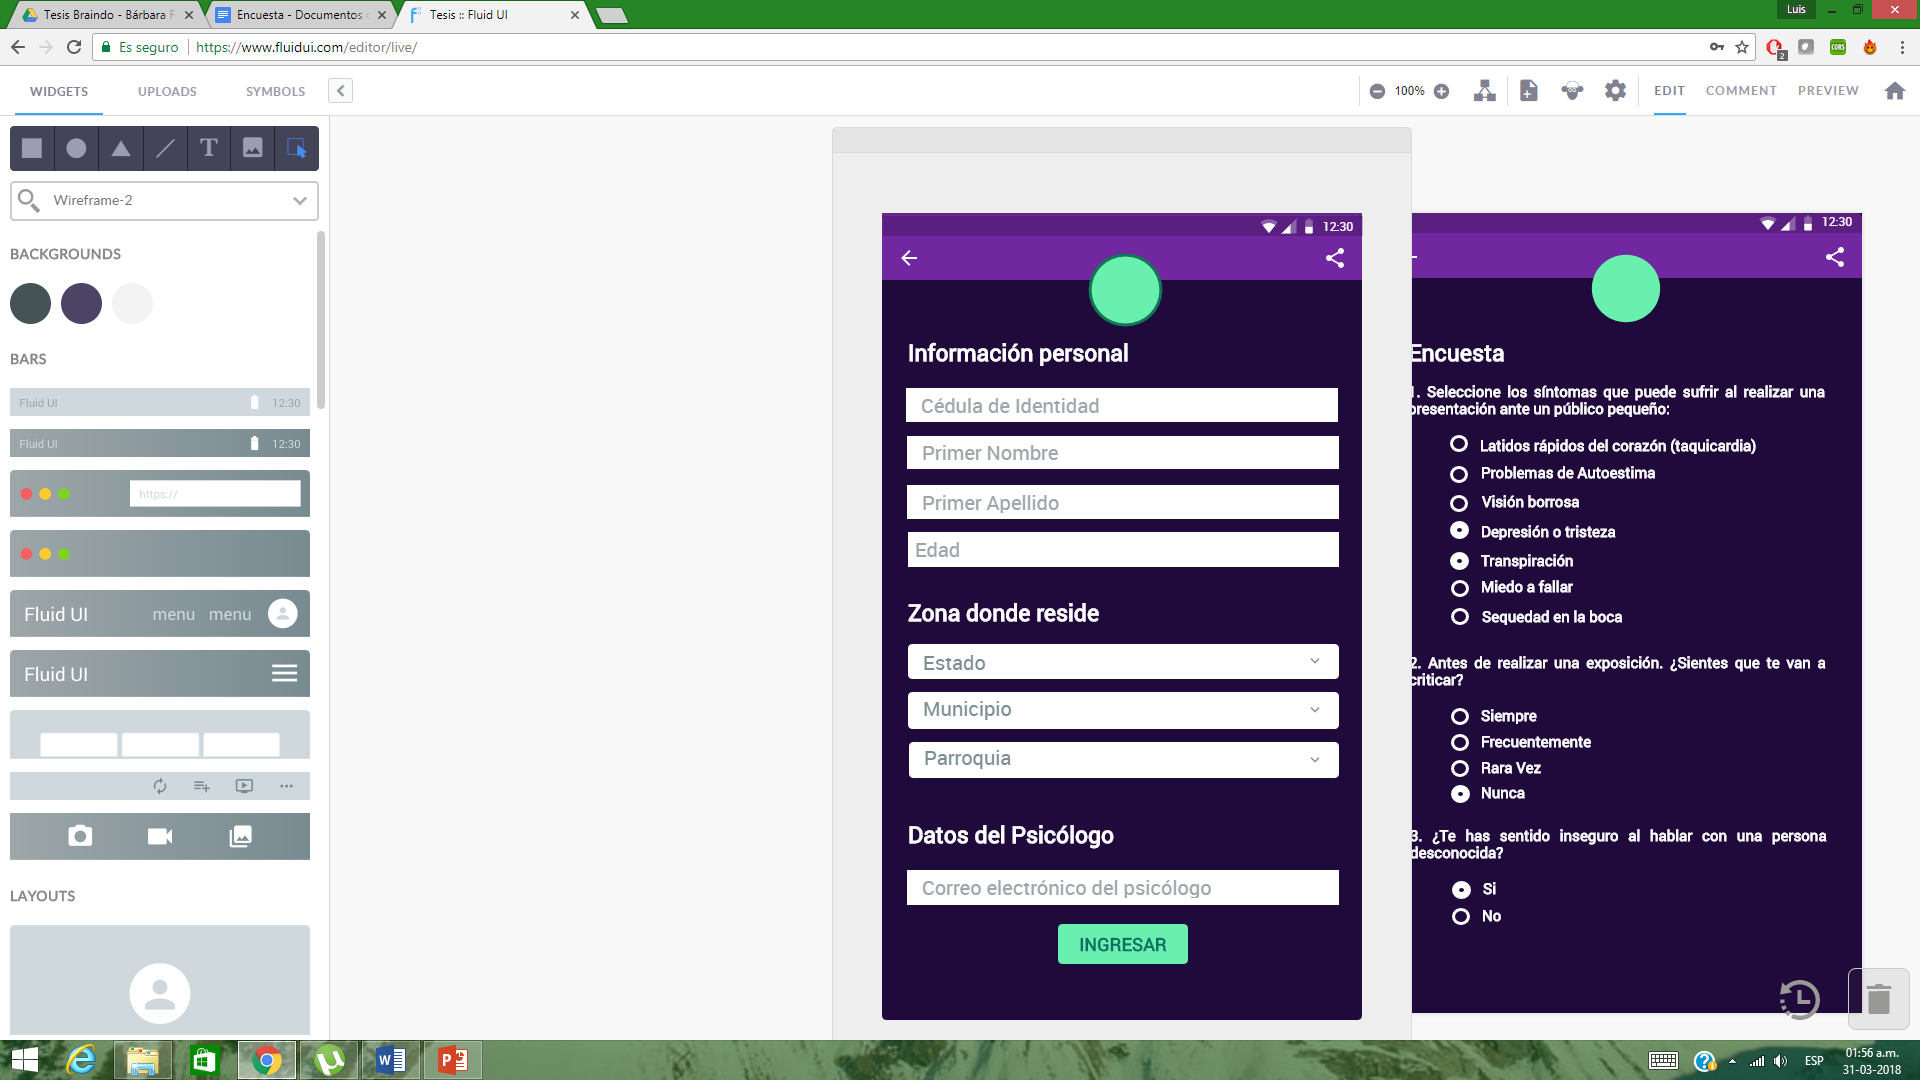 Tesis Braindo - Bárbara F
Encuesta - Documentos
Tesis :: Fluid UI
Luis
Es seguro
https://www.fluidui.com/editor/live/
2
CORS
WIDGETS
UPLOADS
SYMBOLS
100%
EDIT
COMMENT
PREVIEW
T
Wireframe-2
BACKGROUNDS
BARS
Fluid UI
12:30
Fluid UI
12:30
https://
Fluid UI
menu
menu
Fluid UI
LAYOUTS
12:30
Información personal
Cédula de Identidad
Primer Nombre
Primer Apellido
Edad
Zona donde reside
Estado
Municipio
Parroquia
Datos del Psicólogo
Correo electrónico del psicólogo
INGRESAR
12:30
Encuesta
1. Seleccione los síntomas que puede sufrir al realizar una
presentación ante un público pequeño:
Latidos rápidos del corazón (taquicardia)
Problemas de Autoestima
Visión borrosa
Depresión o tristeza
Transpiración
Miedo a fallar
Sequedad en la boca
2. Antes de realizar una exposición. ¿Sientes que te van a
criticar?
Siempre
Frecuentemente
Rara Vez
Nunca
3. ¿Te has sentido inseguro al hablar con una persona
desconocida?
Si
No
ESP
01:56 a.m.
31-03-2018